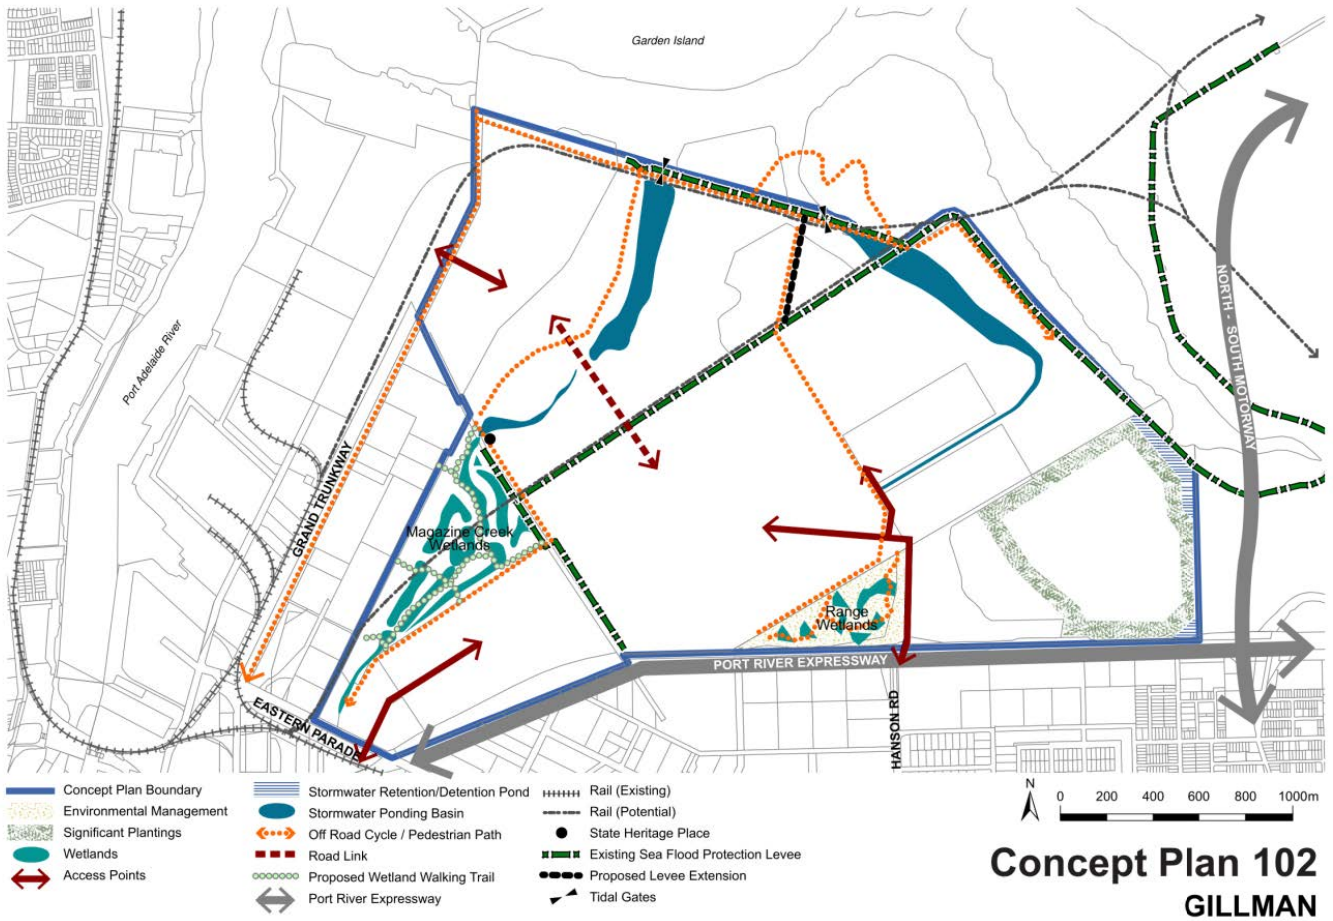 Garden Island
Port Adelaide River
GRAND TRUNKWAY
NORTH - SOUTH MOTORWAY
Magazine Creek
Wetlands
Range
Wetlands
PORT RIVER EXPRESSWAY
EASTERN PARADE
HANSON RD
Concept Plan Boundary
Environmental Management
Significant Plantings
Wetlands
Access Points
Stormwater Retention/Detention Pond
Stormwater Ponding Basin
Off Road Cycle / Pedestrian Path
Road Link
Proposed Wetland Walking Trail
Port River Expressway
Rail (Existing)
Rail (Potential)
State Heritage Place
Existing Sea Flood Protection Levee
Proposed Levee Extension
Tidal Gates
N
0 200 400 600 800 1000m
Concept Plan 102
GILLMAN